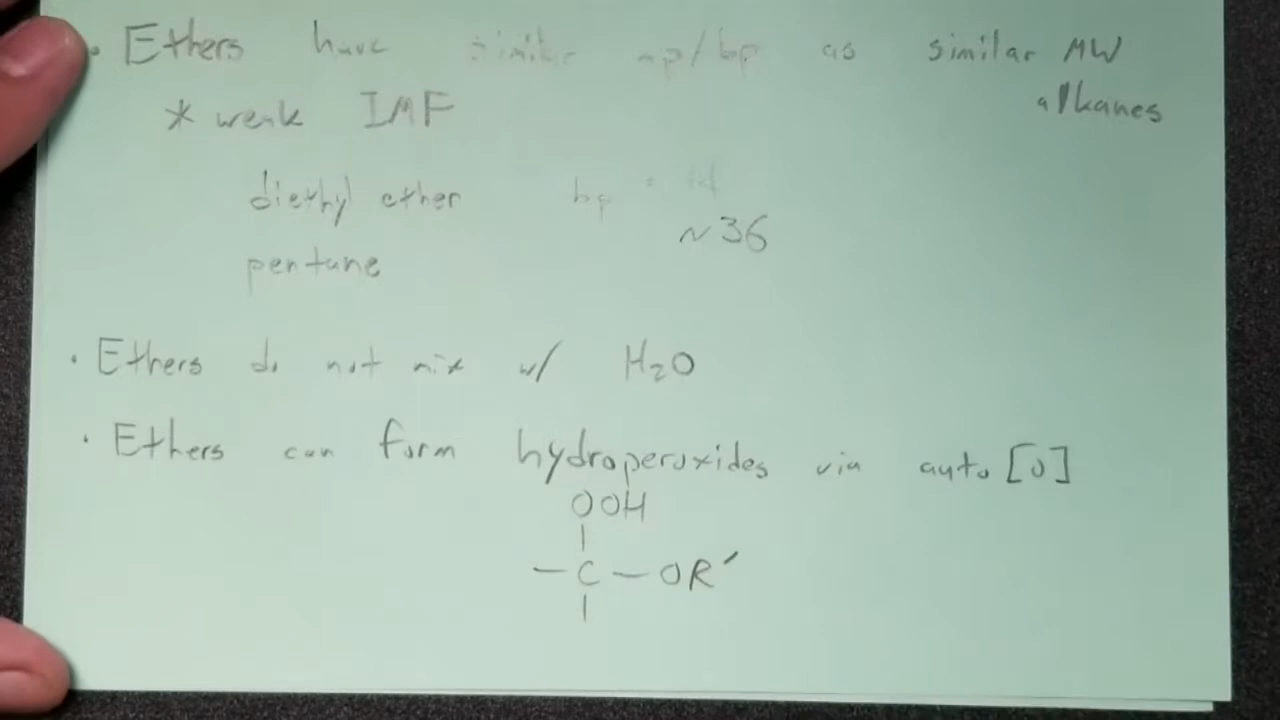 • Ethers have similar mp/bp as similar MW
alkanes
* weak IMF
diethyl ether bp
~36
pentane
• Ethers do not mix w/ H₂O
• Ethers can form hydroperoxides via auto [O]
OOH
|
— C — OR′
|